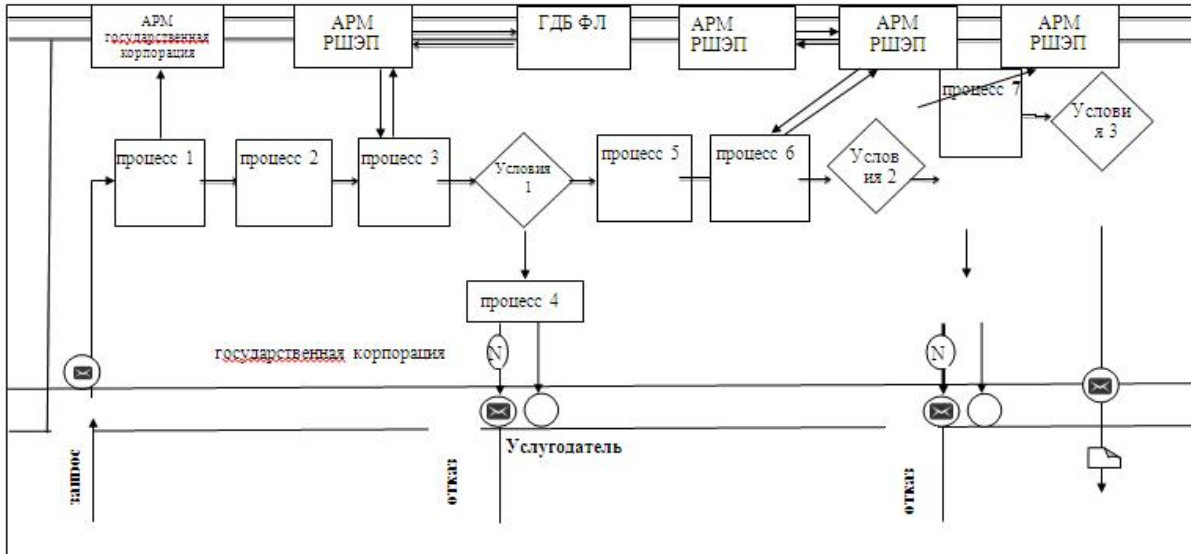 АРМ
государственная
корпорация
АРМ
РШЭП
ГДБ ФЛ
АРМ
РШЭП
АРМ
РШЭП
АРМ
РШЭП
процесс 7
Услови
я 3
процесс 1
процесс 2
процесс 3
Условия
1
процесс 5
процесс 6
Услов
ия 2
процесс 4
государственная корпорация
N
N
Услугодатель
запрос
отказ
отказ